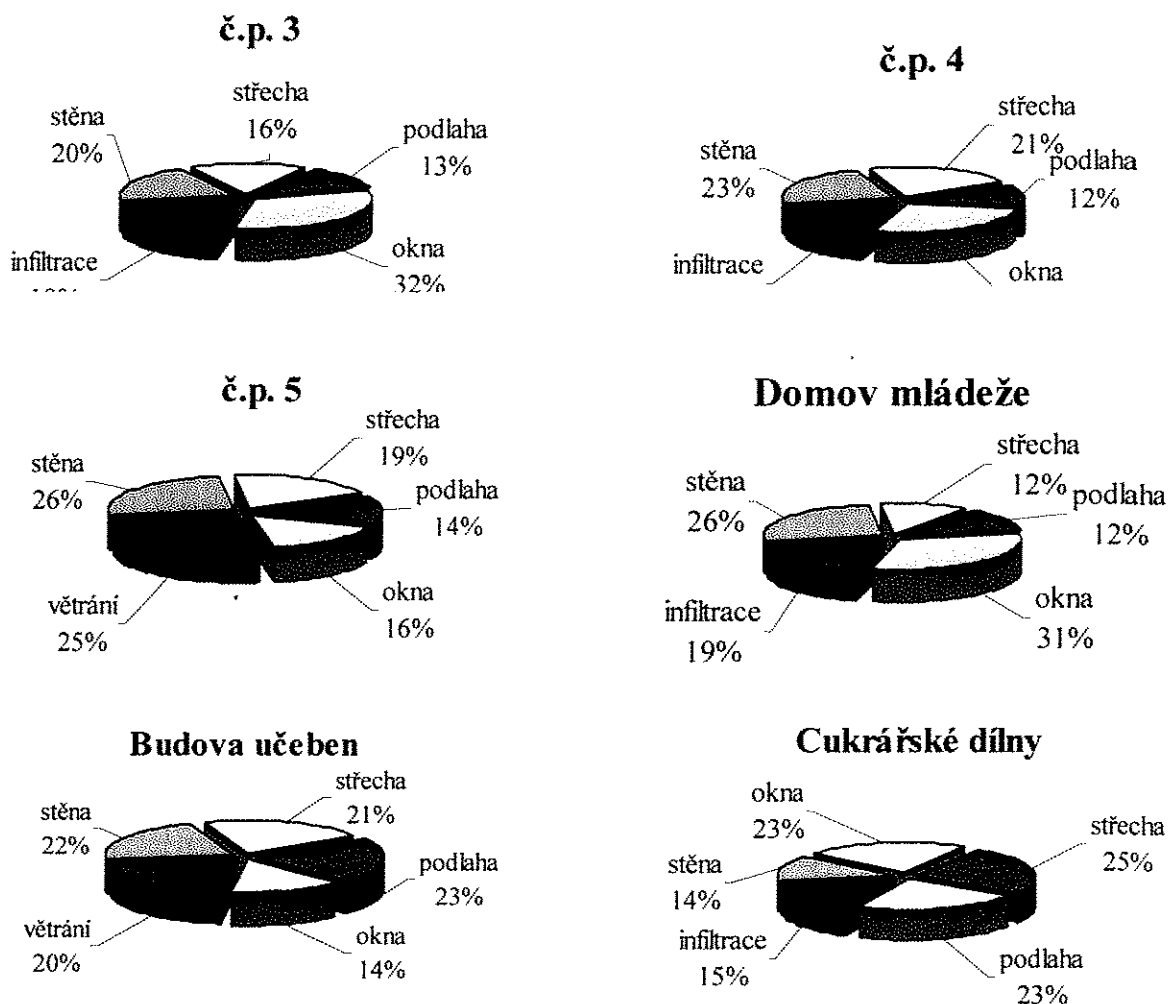 č.p. 3
střecha
16%
stěna
20%
podlaha
13%
infiltrace
okna
32%
č.p. 4
střecha
21%
stěna
23%
podlaha
12%
infiltrace
okna
č.p. 5
střecha
19%
stěna
26%
podlaha
14%
větrání
25%
okna
16%
Domov mládeže
střecha
12%
stěna
26%
podlaha
12%
infiltrace
19%
okna
31%
Budova učeben
střecha
21%
stěna
22%
podlaha
23%
větrání
20%
okna
14%
Cukrářské dílny
okna
23%
střecha
25%
stěna
14%
infiltrace
15%
podlaha
23%